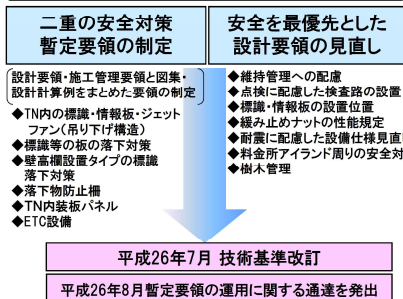 二重の安全対策
暫定要領の制定
設計要領・施工管理要領と図集・
設計計算例をまとめた要領の制定
◆TN内の標識・情報板・ジェット
ファン(吊り下げ構造)
◆標識等の板の落下対策
◆壁高欄設置タイプの標識
落下対策
◆落下物防止柵
◆TN内装板パネル
◆ETC設備
安全を最優先とした
設計要領の見直し
◆維持管理への配慮
◆点検に配慮した検査路の設置
◆標識・情報板の設置位置
◆緩み止めナットの性能規定
◆耐震に配慮した設備仕様見直
◆料金所アイランド周りの安全対
◆樹木管理
平成26年7月 技術基準改訂
平成26年8月暫定要領の運用に関する通達を発出